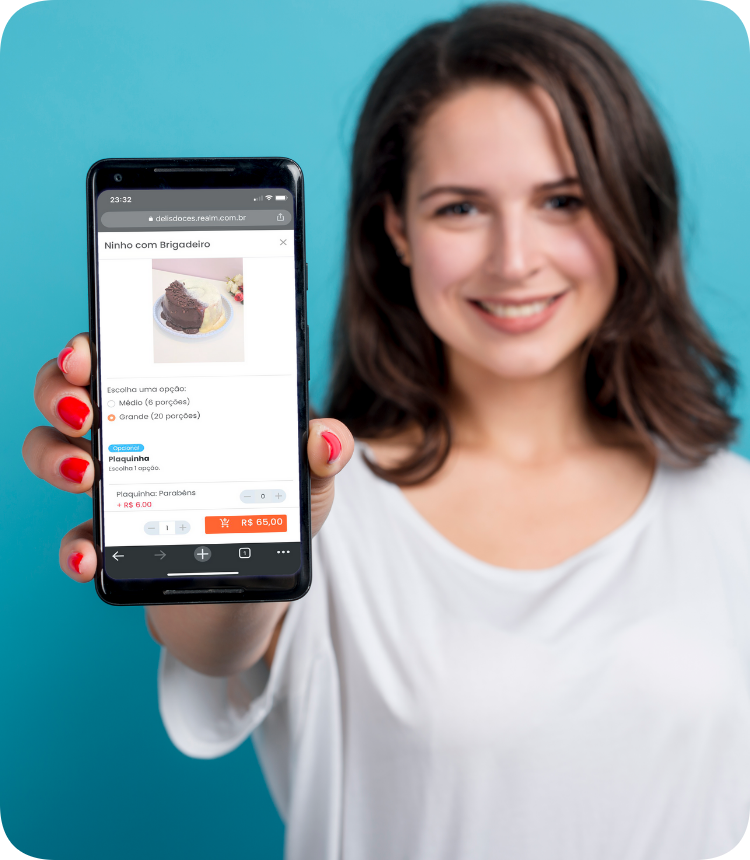 23:32
delisdoces.realm.com.br
Ninho com Brigadeiro
Escolha uma opção:
Médio (6 porções)
Grande (20 porções)
Opcional
Plaquinha
Escolha 1 opção.
Plaquinha: Parabéns
0
+ R$ 6,00
1
R$ 65,00
1